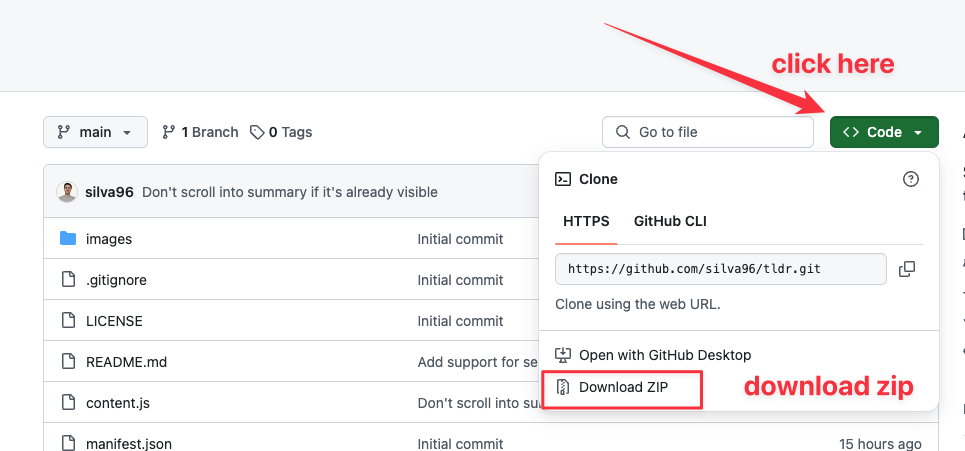 click here
main
1 Branch
0 Tags
Go to file
Code
silva96 Don't scroll into summary if it's already visible
Clone
HTTPS GitHub CLI
images Initial commit
https://github.com/silva96/tldr.git
.gitignore Initial commit
Clone using the web URL.
LICENSE Initial commit
Open with GitHub Desktop
README.md Add support for se
Download ZIP
download zip
content.js Don't scroll into su
manifest.json Initial commit 15 hours ago